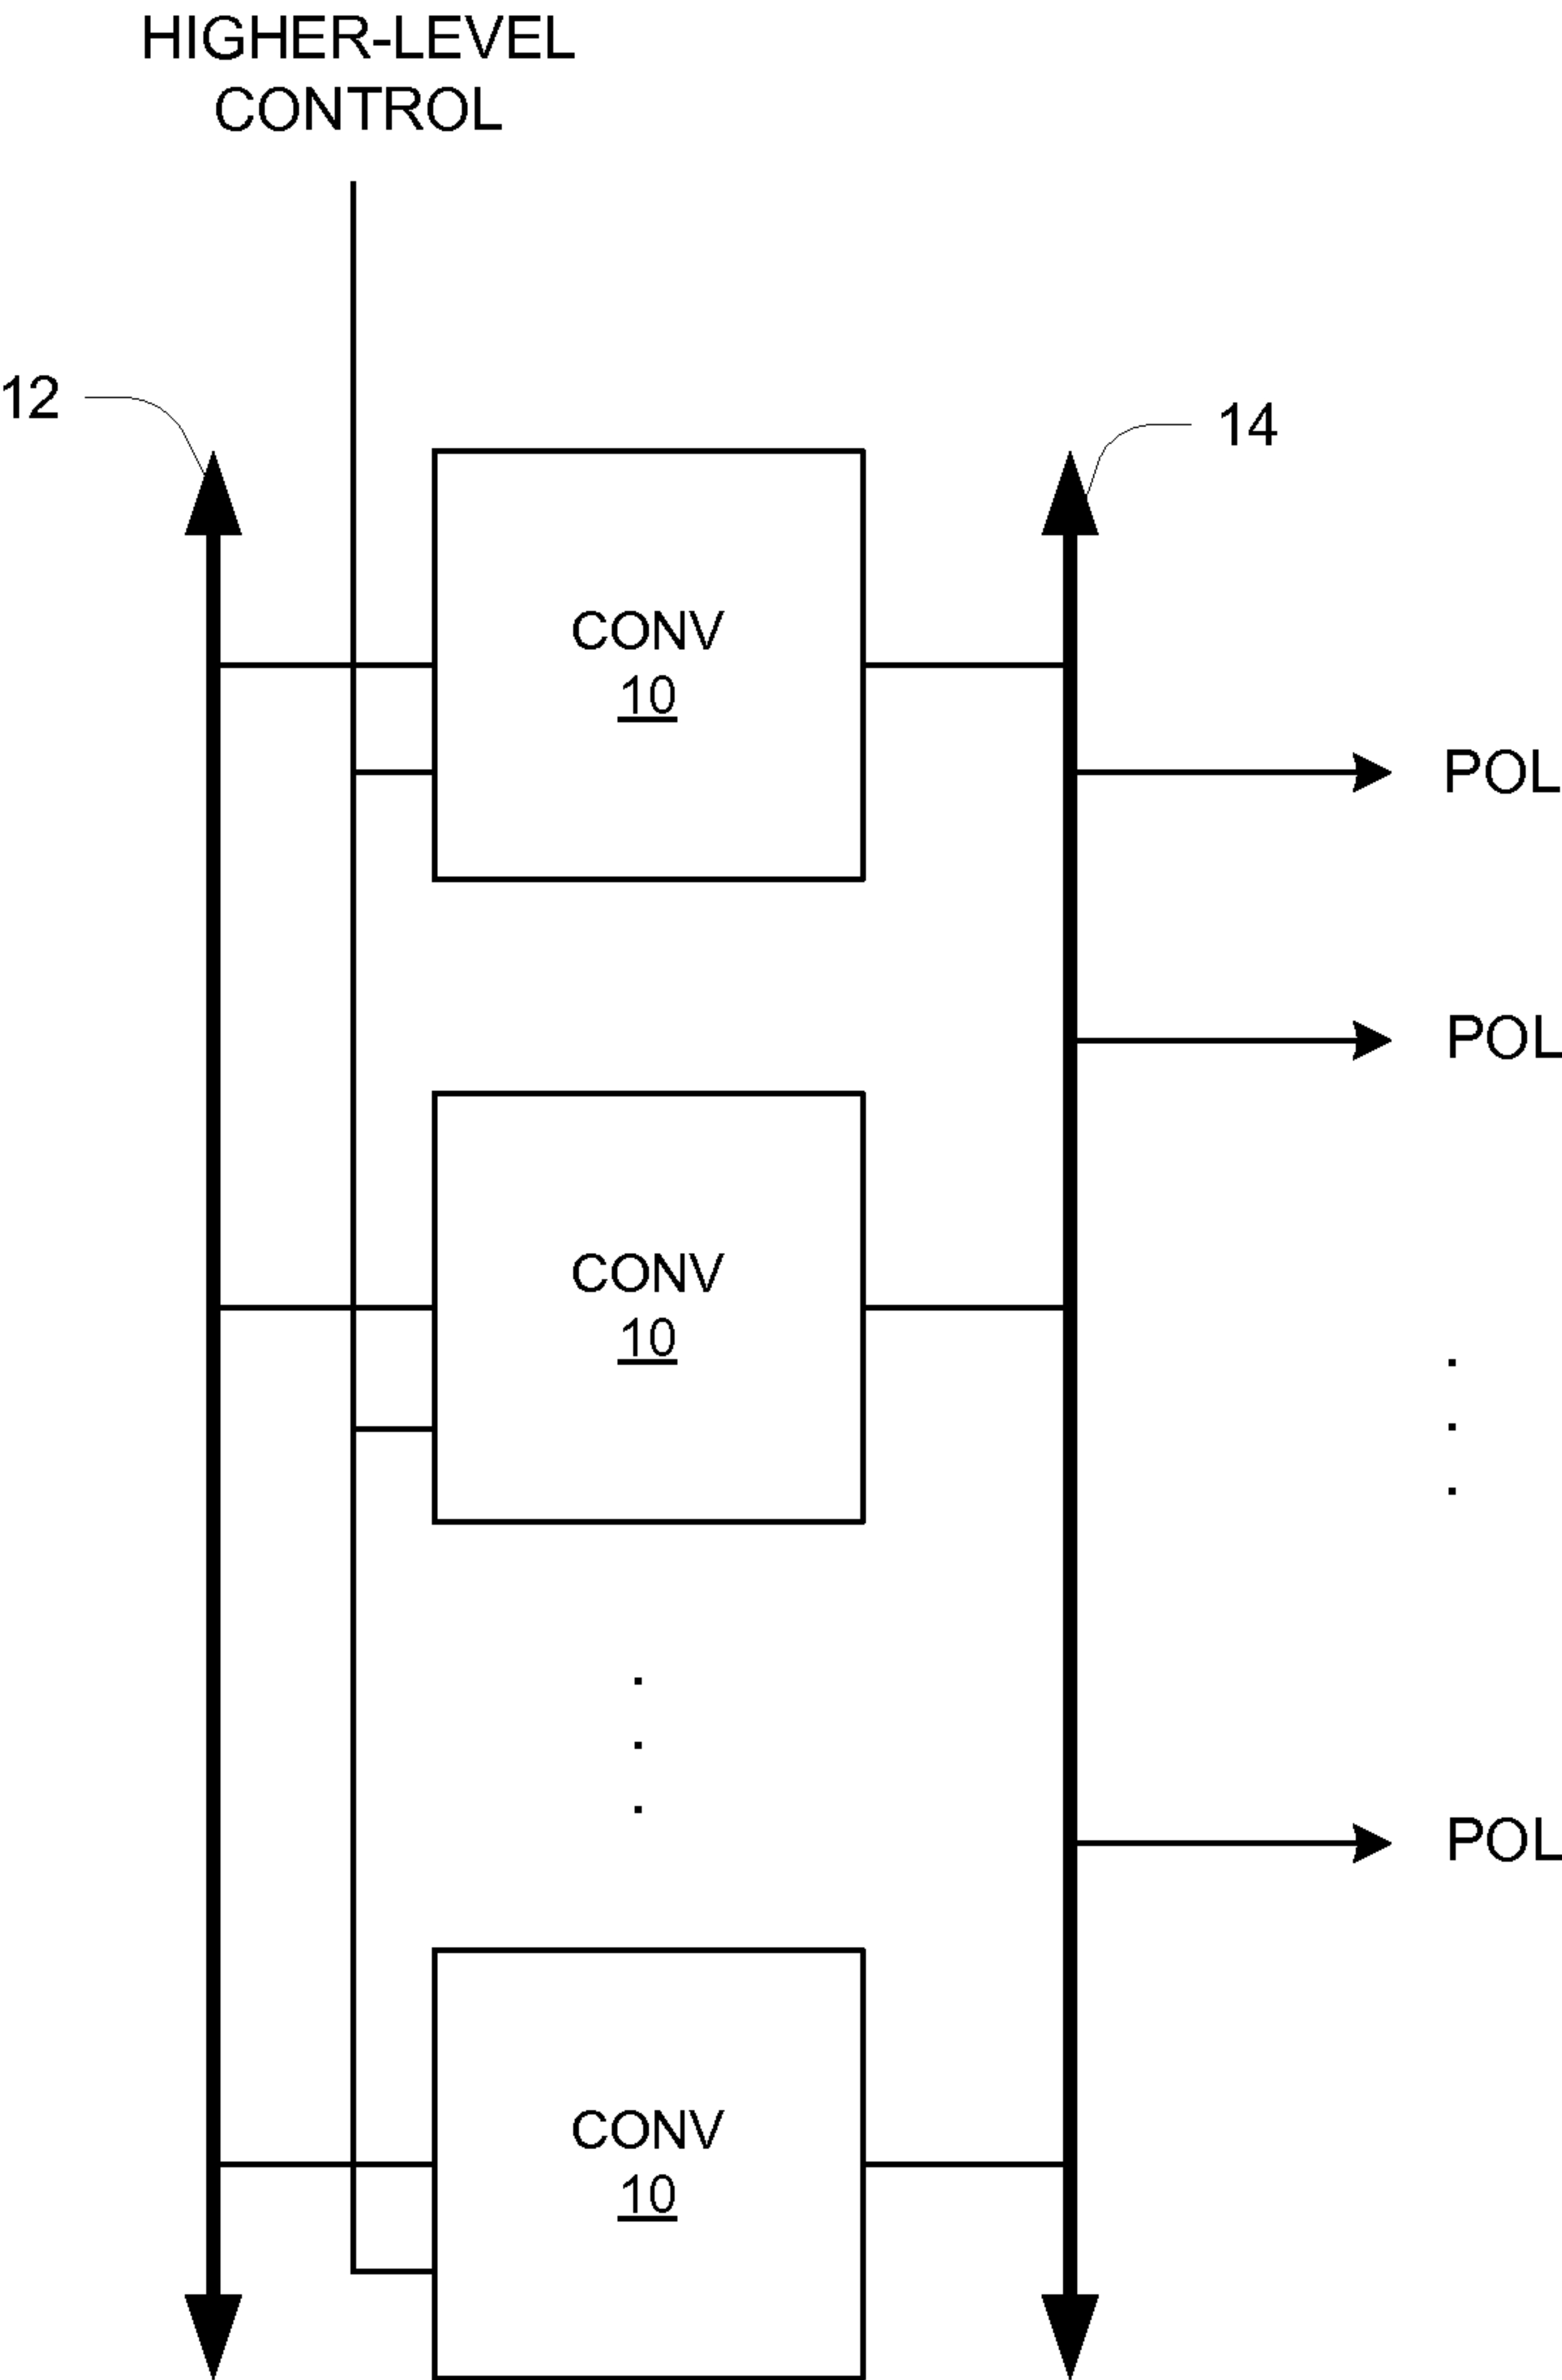 HIGHER-LEVEL
CONTROL
12
14
CONV
10
POL
POL
CONV
10
POL
CONV
10